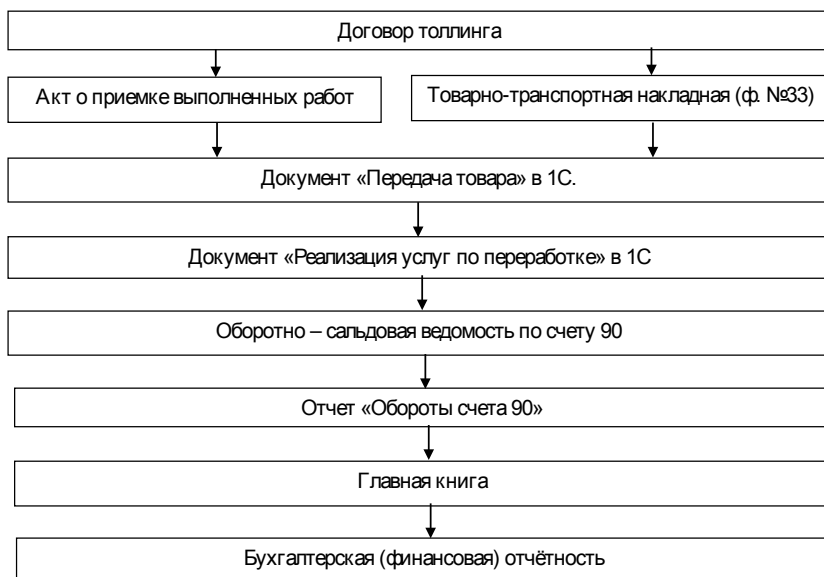 Договор толлинга
Акт о приемке выполненных работ
Товарно-транспортная накладная (ф. №33)
Документ «Передача товара» в 1С.
Документ «Реализация услуг по переработке» в 1С
Оборотно – сальдовая ведомость по счету 90
Отчет «Обороты счета 90»
Главная книга
Бухгалтерская (финансовая) отчётность